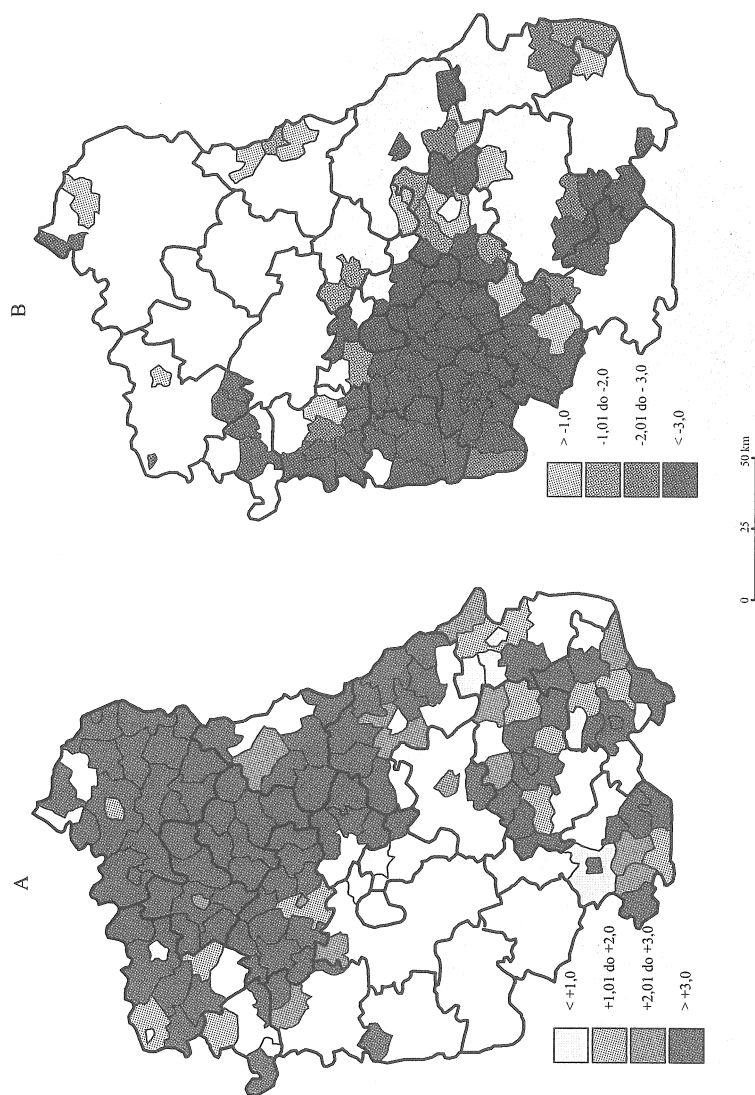 A
< +1,0
+1,01 do +2,0
+2,01 do +3,0
> +3,0
B
> -1,0
-1,01 do -2,0
-2,01 do - 3,0
< -3,0
0 25 50 km